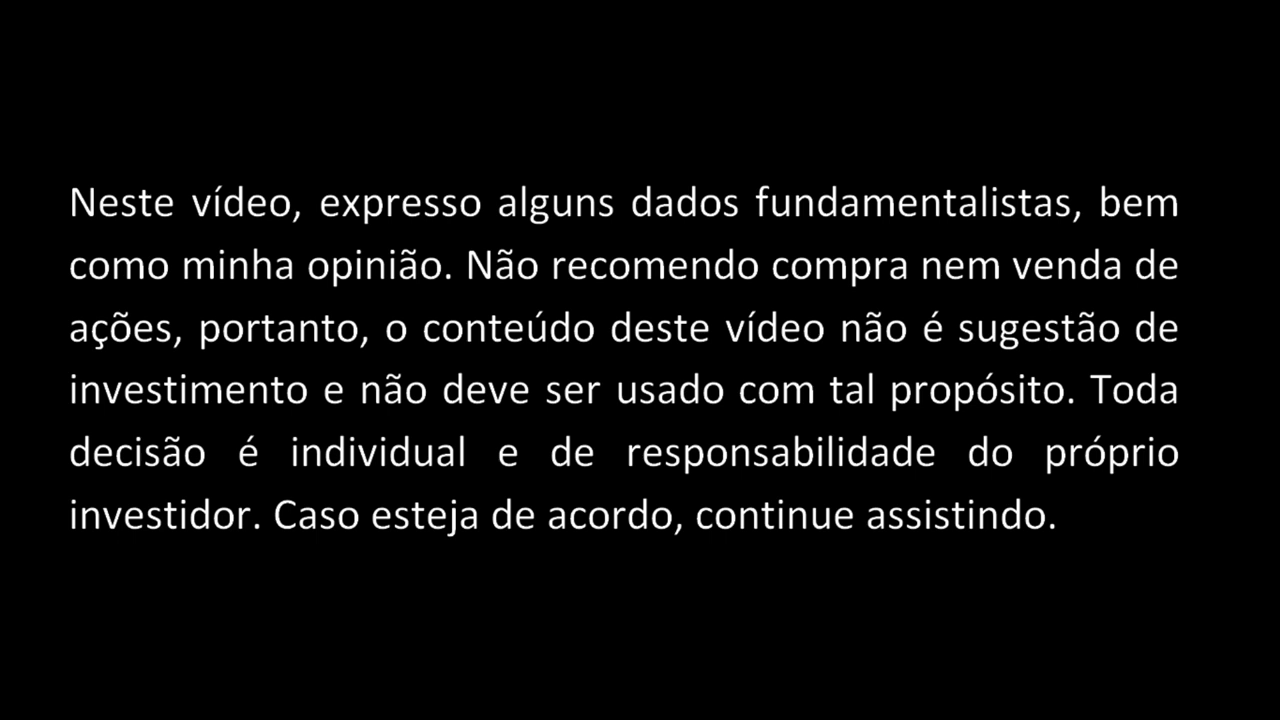 Neste vídeo, expresso alguns dados fundamentalistas, bem
como minha opinião. Não recomendo compra nem venda de
ações, portanto, o conteúdo deste vídeo não é sugestão de
investimento e não deve ser usado com tal propósito. Toda
decisão é individual e de responsabilidade do próprio
investidor. Caso esteja de acordo, continue assistindo.